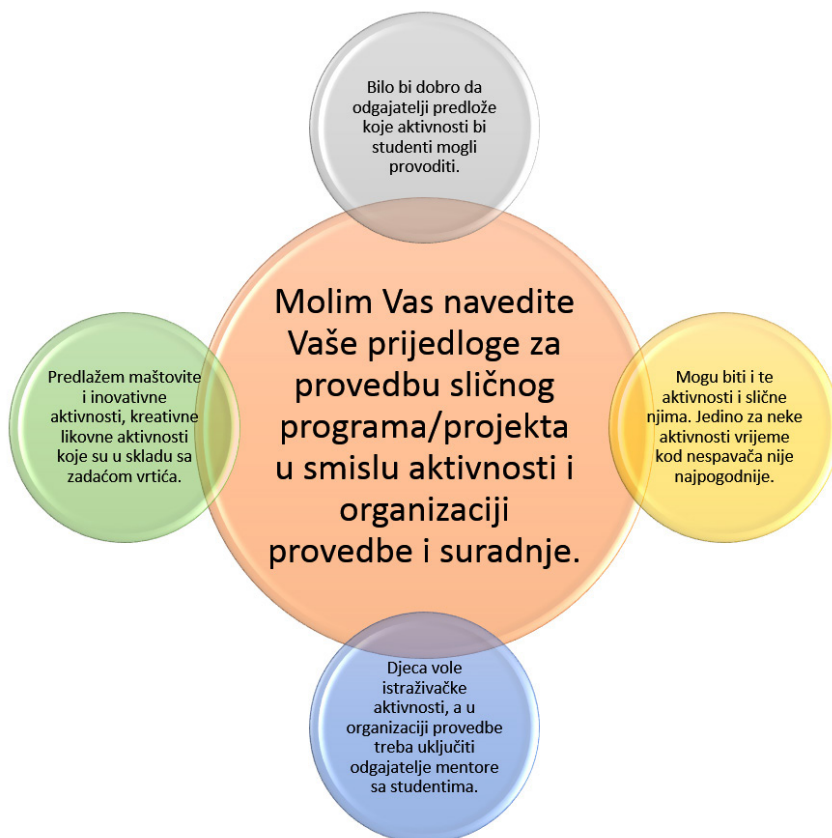 Bilo bi dobro da
odgajatelji predlože
koje aktivnosti bi
studenti mogli
provoditi.
Molim Vas navedite
Vaše prijedloge za
provedbu sličnog
programa/projekta
u smislu aktivnosti i
organizaciji
provedbe i suradnje.
Predlažem maštovite
i inovativne
aktivnosti, kreativne
likovne aktivnosti
koje su u skladu sa
zadaćom vrtića.
Mogu biti i te
aktivnosti i slične
njima. Jedino za neke
aktivnosti vrijeme
kod nespavača nije
najpogodnije.
Djeca vole
istraživačke
aktivnosti, a u
organizaciji provedbe
treba uključiti
odgajatelje mentore
sa studentima.